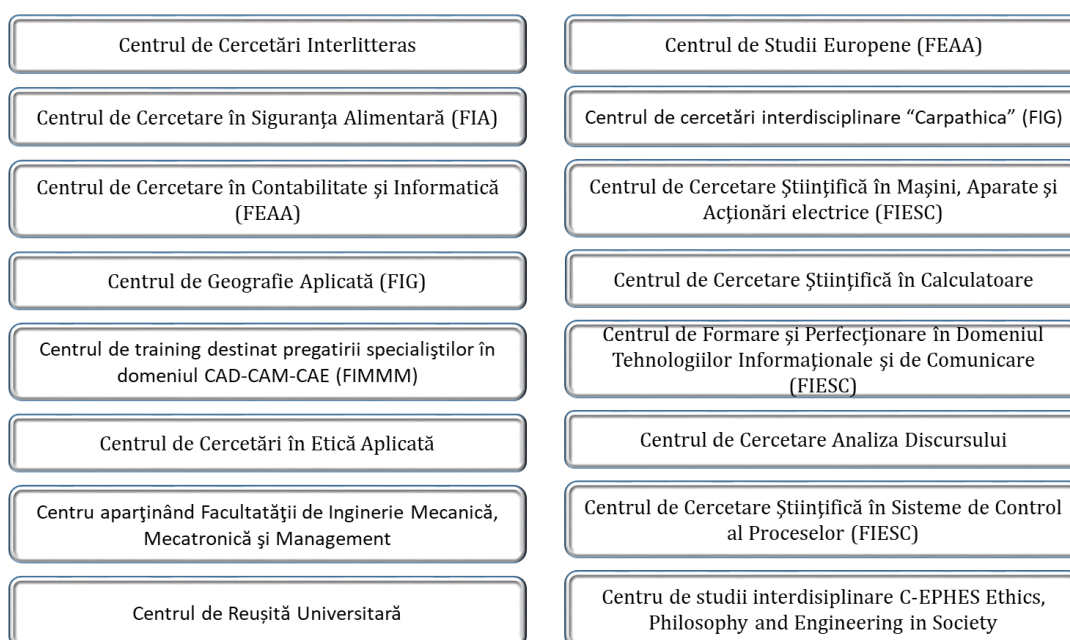 Centrul de Cercetări Interlitteras
Centrul de Cercetare în Siguranța Alimentară (FIA)
Centrul de Cercetare în Contabilitate și Informatică
(FEAA)
Centrul de Geografie Aplicată (FIG)
Centrul de training destinat pregatirii specialiştilor în
domeniul CAD-CAM-CAE (FIMMM)
Centrul de Cercetări în Etică Aplicată
Centru aparţinând Facultatăţii de Inginerie Mecanică,
Mecatronică şi Management
Centrul de Reușită Universitară
Centrul de Studii Europene (FEAA)
Centrul de cercetări interdisciplinare “Carpathica” (FIG)
Centrul de Cercetare Științifică în Mașini, Aparate și
Acționări electrice (FIESC)
Centrul de Cercetare Științifică în Calculatoare
Centrul de Formare și Perfecționare în Domeniul
Tehnologiilor Informaționale și de Comunicare
(FIESC)
Centrul de Cercetare Analiza Discursului
Centrul de Cercetare Științifică în Sisteme de Control
al Proceselor (FIESC)
Centru de studii interdisiplinare C-EPHES Ethics,
Philosophy and Engineering in Society